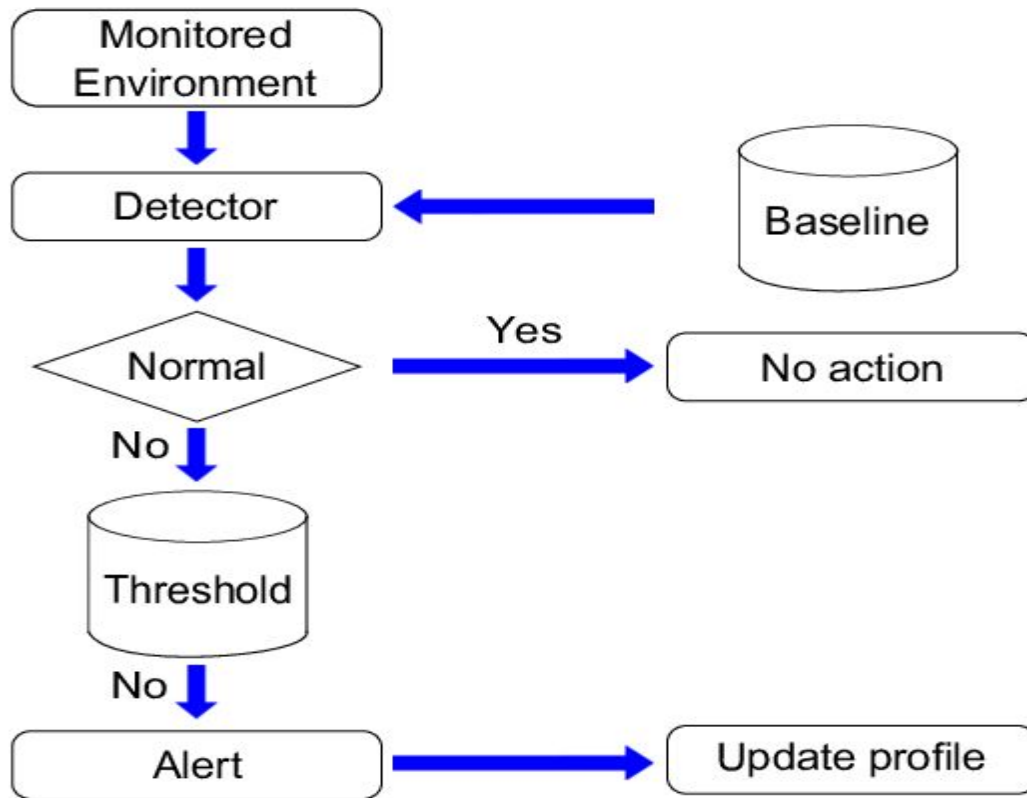 Monitored
Environment
Detector
Baseline
Yes
Normal
No action
No
Threshold
No
Alert
Update profile